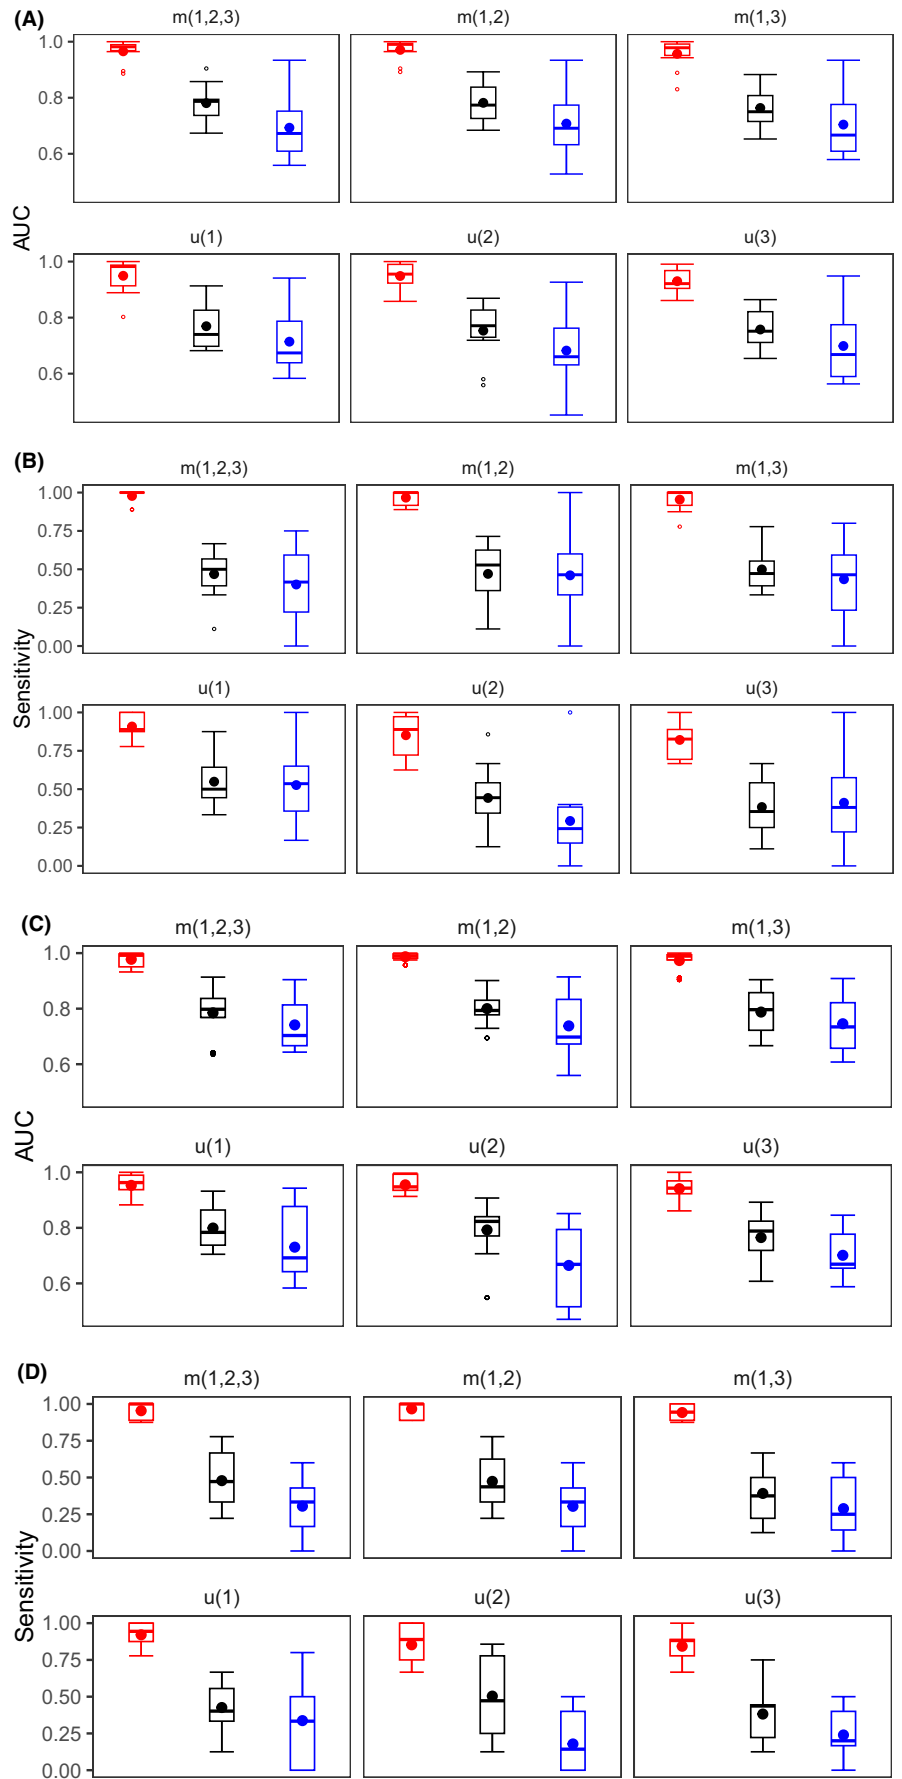 (A)
m(1,2,3) m(1,2) m(1,3)
1.0
0.8
0.6
AUC
u(1) u(2) u(3)
1.0
0.8
0.6
(B)
m(1,2,3) m(1,2) m(1,3)
1.00
0.75
0.50
0.25
0.00
Sensitivity
u(1) u(2) u(3)
1.00
0.75
0.50
0.25
0.00
(C)
m(1,2,3) m(1,2) m(1,3)
1.0
0.8
0.6
AUC
u(1) u(2) u(3)
1.0
0.8
0.6
(D)
m(1,2,3) m(1,2) m(1,3)
1.00
0.75
0.50
0.25
0.00
Sensitivity
u(1) u(2) u(3)
1.00
0.75
0.50
0.25
0.00